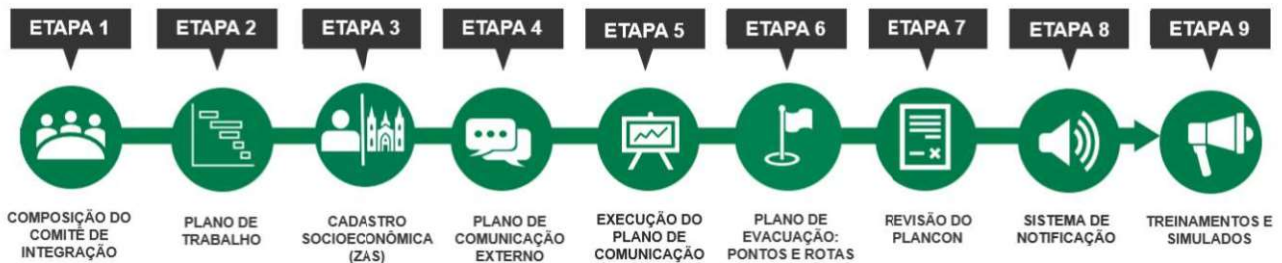 ETAPA 1
ETAPA 2
ETAPA 3
ETAPA 4
ETAPA 5
ETAPA 6
ETAPA 7
ETAPA 8
ETAPA 9
COMPOSIÇÃO DO
COMITÊ DE
INTEGRAÇÃO
PLANO DE
TRABALHO
CADASTRO
SOCIOECONÔMICA
(ZAS)
PLANO DE
COMUNICAÇÃO
EXTERNO
EXECUÇÃO DO
PLANO DE
COMUNICAÇÃO
PLANO DE
EVACUAÇÃO:
PONTOS E ROTAS
REVISÃO DO
PLANCON
SISTEMA DE
NOTIFICAÇÃO
TREINAMENTOS E
SIMULADOS